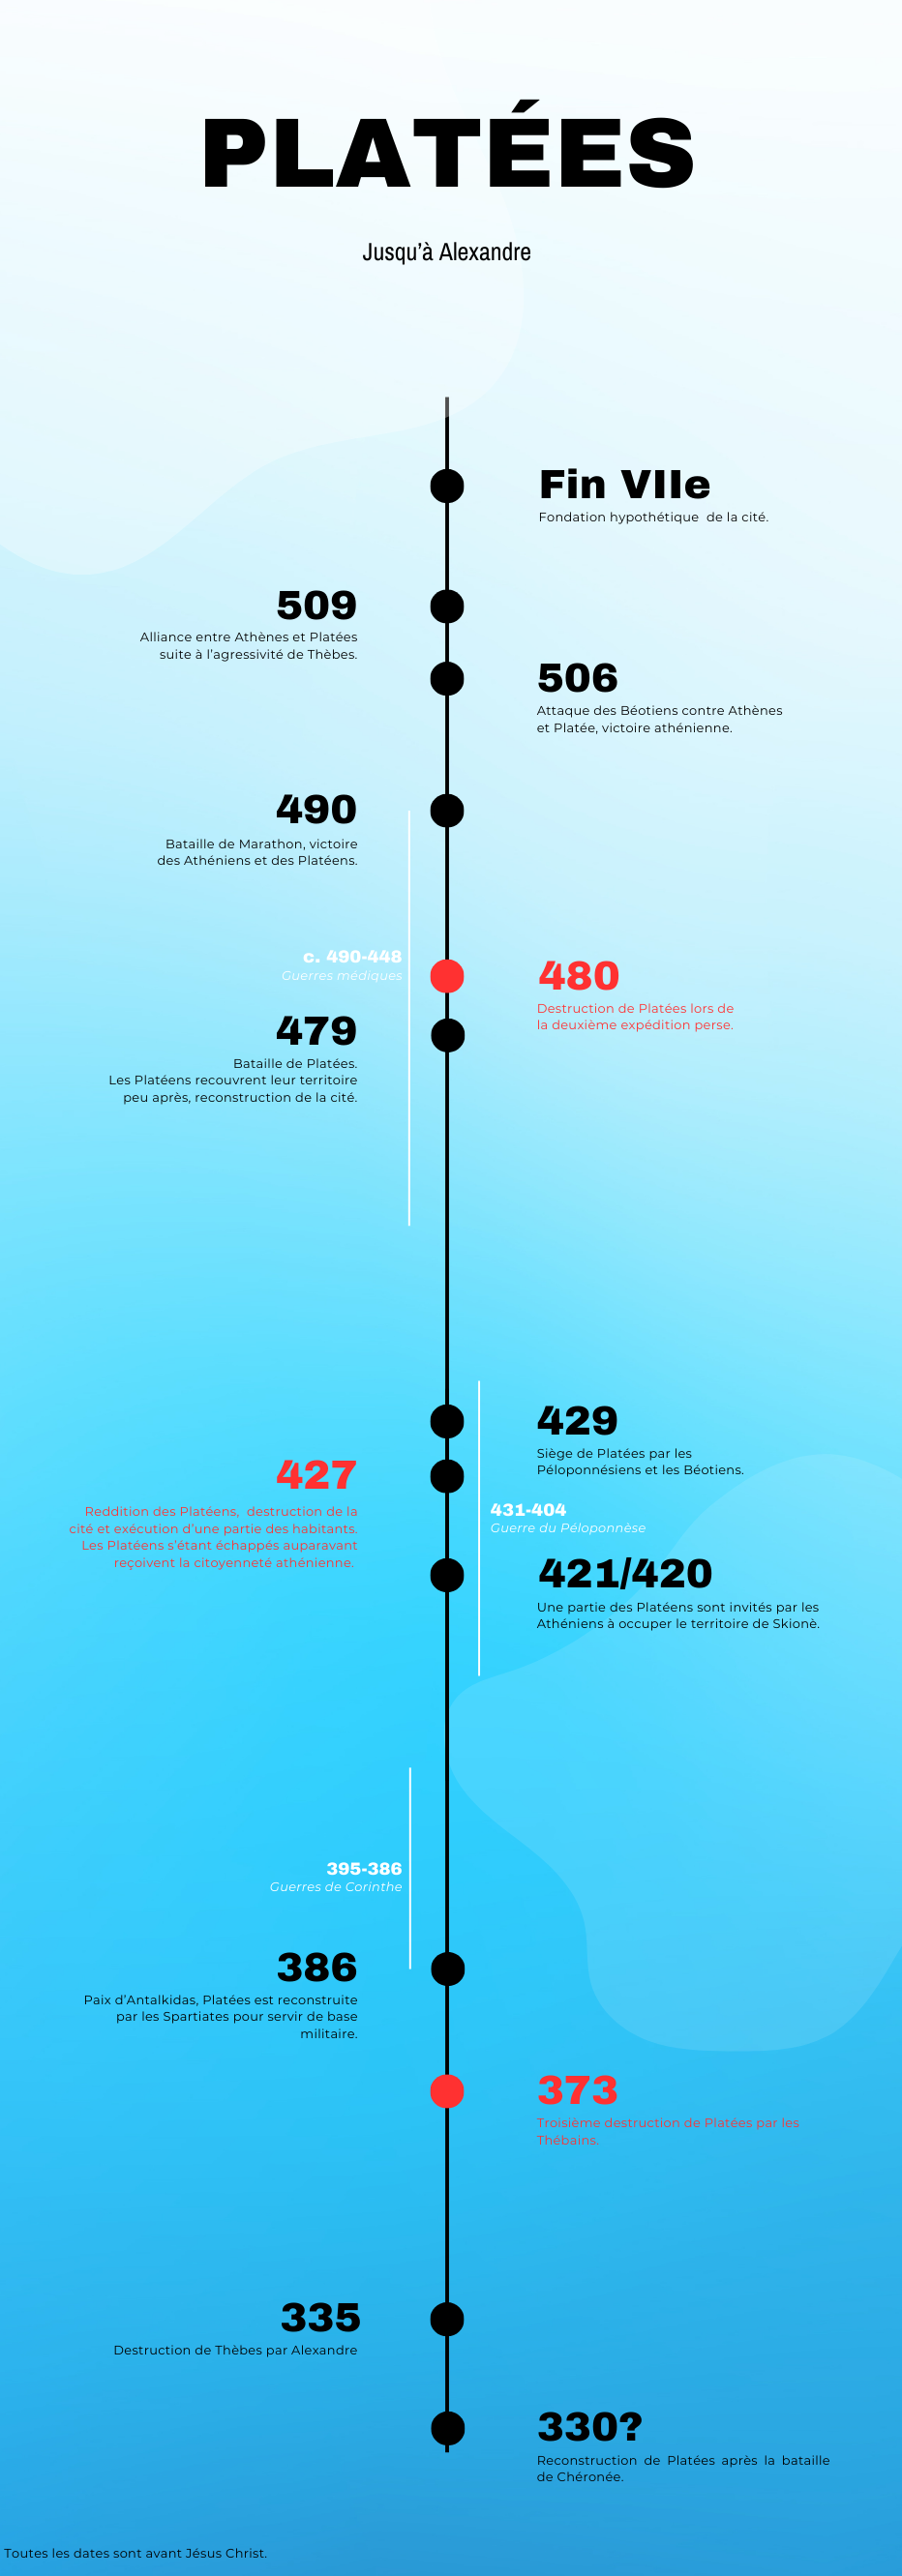 PLATÉES
Jusqu’à Alexandre
Fin VIIe
Fondation hypothétique de la cité.
509
Alliance entre Athènes et Platées
suite à l’agressivité de Thèbes.
506
Attaque des Béotiens contre Athènes
et Platée, victoire athénienne.
490
Bataille de Marathon, victoire
des Athéniens et des Platéens.
c. 490-448
Guerres médiques
480
Destruction de Platées lors de
la deuxième expédition perse.
479
Bataille de Platées.
Les Platéens recouvrent leur territoire
peu après, reconstruction de la cité.
429
Siège de Platées par les
Péloponnésiens et les Béotiens.
427
Reddition des Platéens, destruction de la
cité et exécution d’une partie des habitants.
Les Platéens s’étant échappés auparavant
reçoivent la citoyenneté athénienne.
431-404
Guerre du Péloponnèse
421/420
Une partie des Platéens sont invités par les
Athéniens à occuper le territoire de Skionè.
395-386
Guerres de Corinthe
386
Paix d’Antalkidas, Platées est reconstruite
par les Spartiates pour servir de base
militaire.
373
Troisième destruction de Platées par les
Thébains.
335
Destruction de Thèbes par Alexandre
330?
Reconstruction de Platées après la bataille
de Chéronée.
Toutes les dates sont avant Jésus Christ.